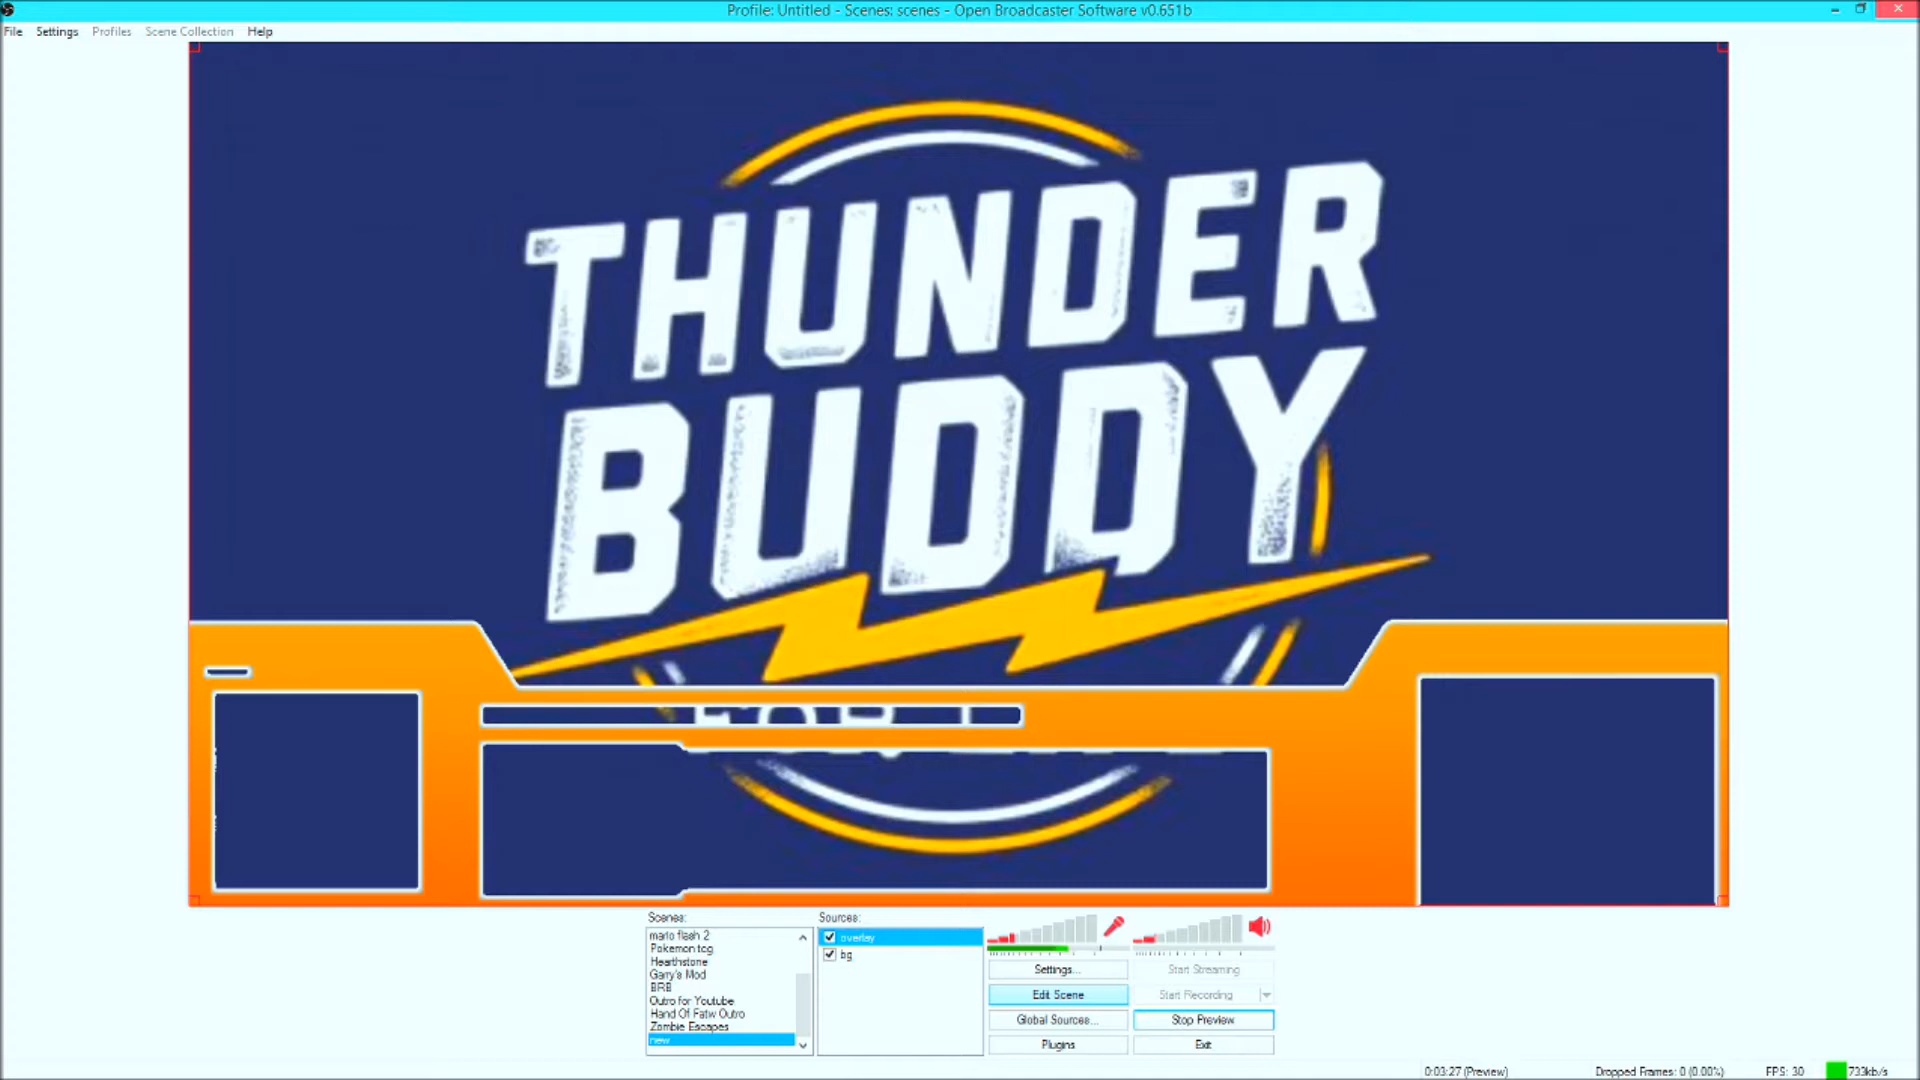 Profile: Untitled - Scenes: scenes - Open Broadcaster Software v0.651b
File Settings Profiles Scene Collection Help
THUNDER
BUDDY
FOR L
Scenes:
mario flash 2
Pokemon tcg
Hearthstone
Garry's Mod
BRB
Outro for Youtube
Hand Of Fatw Outro
Zombie Escapes
new
Sources:
overlay
bg
Settings...
Start Streaming
Edit Scene
Start Recording
Global Sources...
Stop Preview
Plugins
Exit
0:03:27 (Preview)
Dropped Frames: 0 (0.00%)
FPS: 30
733kb/s